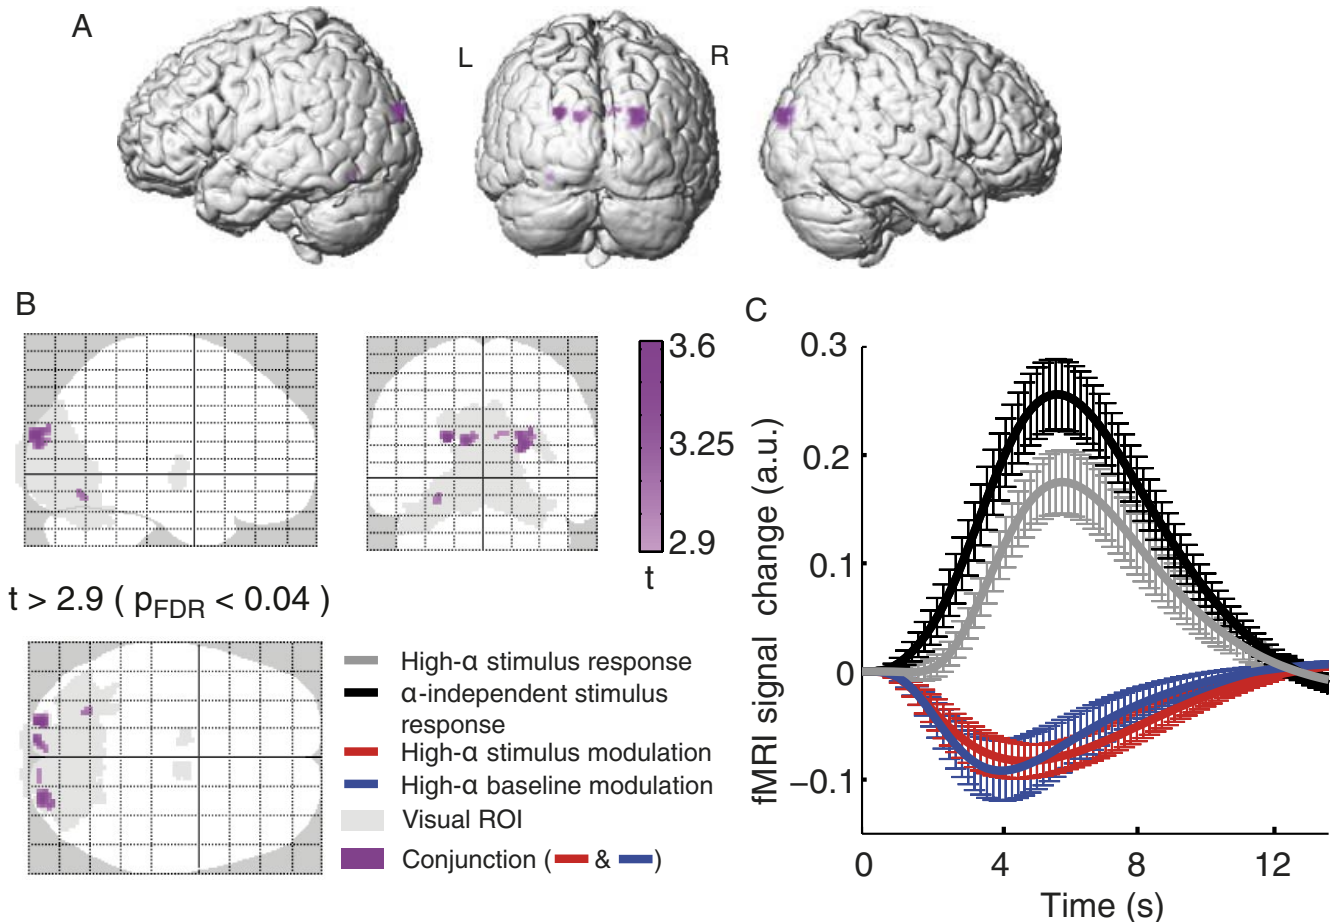 A
L
R
B
3.6
3.25
2.9
t
t > 2.9 ( pFDR < 0.04 )
High-α stimulus response
α-independent stimulus
response
High-α stimulus modulation
High-α baseline modulation
Visual ROI
Conjunction ( & )
C
fMRI signal change (a.u.)
0.3
0.2
0.1
0
−0.1
0 4 8 12
Time (s)